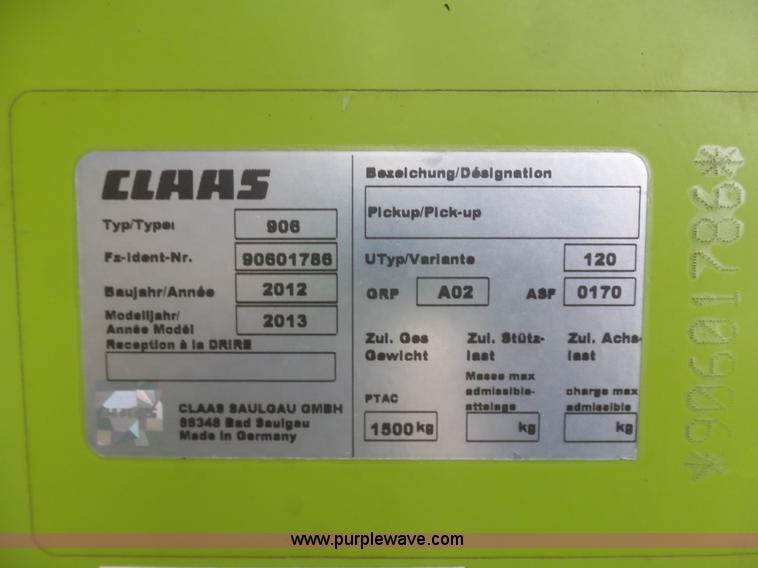 CLAAS
Typ/Type: 906
Fz-Ident-Nr. 90601786
Baujahr/Année 2012
Modelljahr/
Année Modél 2013
Reception à la DRIRE
CLAAS
CLAAS SAULGAU GMBH
88348 Bad Saulgau
Made in Germany
Bezeichung/Désignation
Pickup/Pick-up
UTyp/Variante 120
GRP A02 ASF 0170
Zul. Ges
Gewicht
PTAC
1500 kg
Zul. Stütz-
last
Masse max
admissible-
attelage
kg
Zul. Achs-
last
charge max
admissible
kg
*90601786*
www.purplewave.com